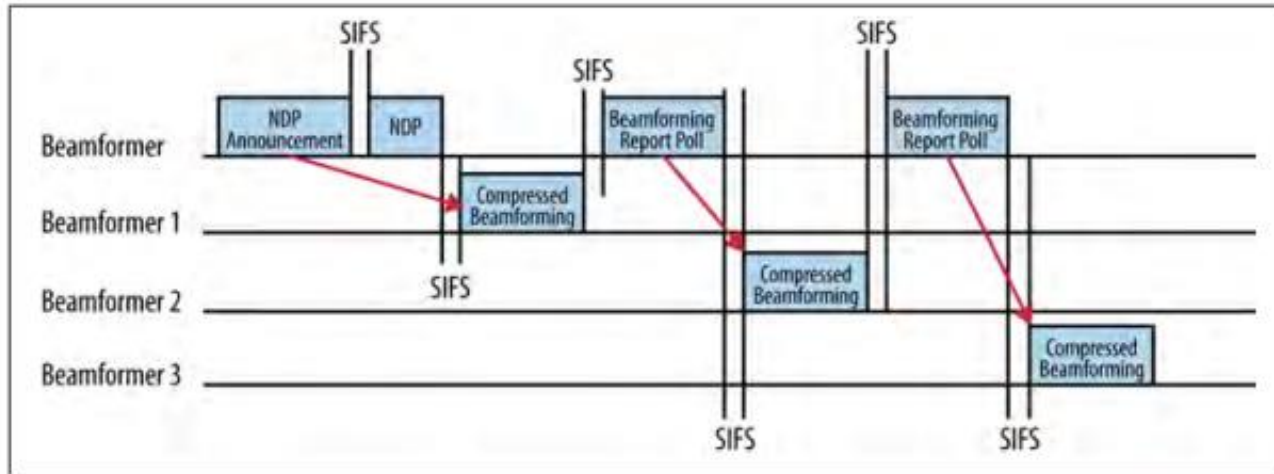 SIFS
SIFS
SIFS
NDP
Announcement
NDP
Beamforming
Report Poll
Beamforming
Report Poll
Beamformer
Compressed
Beamforming
Beamformer 1
SIFS
Compressed
Beamforming
Beamformer 2
Compressed
Beamforming
Beamformer 3
SIFS
SIFS